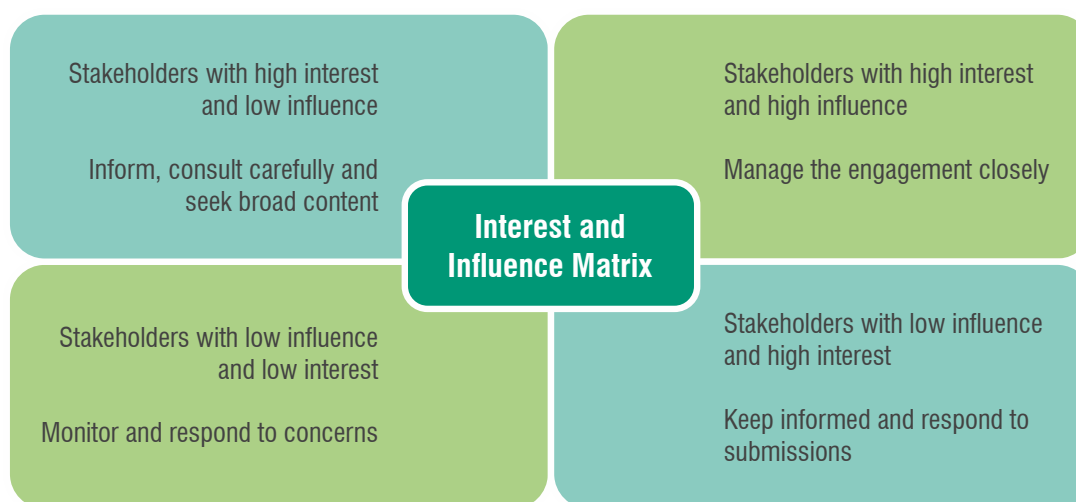 Stakeholders with high interest
and low influence
Inform, consult carefully and
seek broad content
Stakeholders with high interest
and high influence
Manage the engagement closely
Interest and
Influence Matrix
Stakeholders with low influence
and low interest
Monitor and respond to concerns
Stakeholders with low influence
and high interest
Keep informed and respond to
submissions